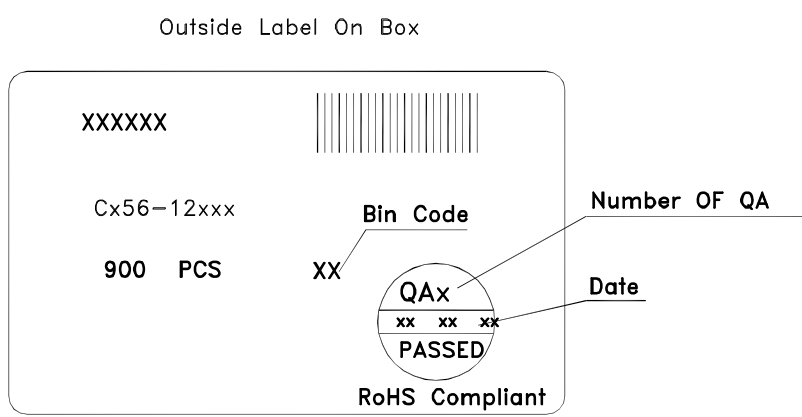 Outside Label On Box
XXXXXX
Cx56-12xxx
Bin Code
Number OF QA
900 PCS
XX
QAx
Date
xx xx xx
PASSED
RoHS Compliant